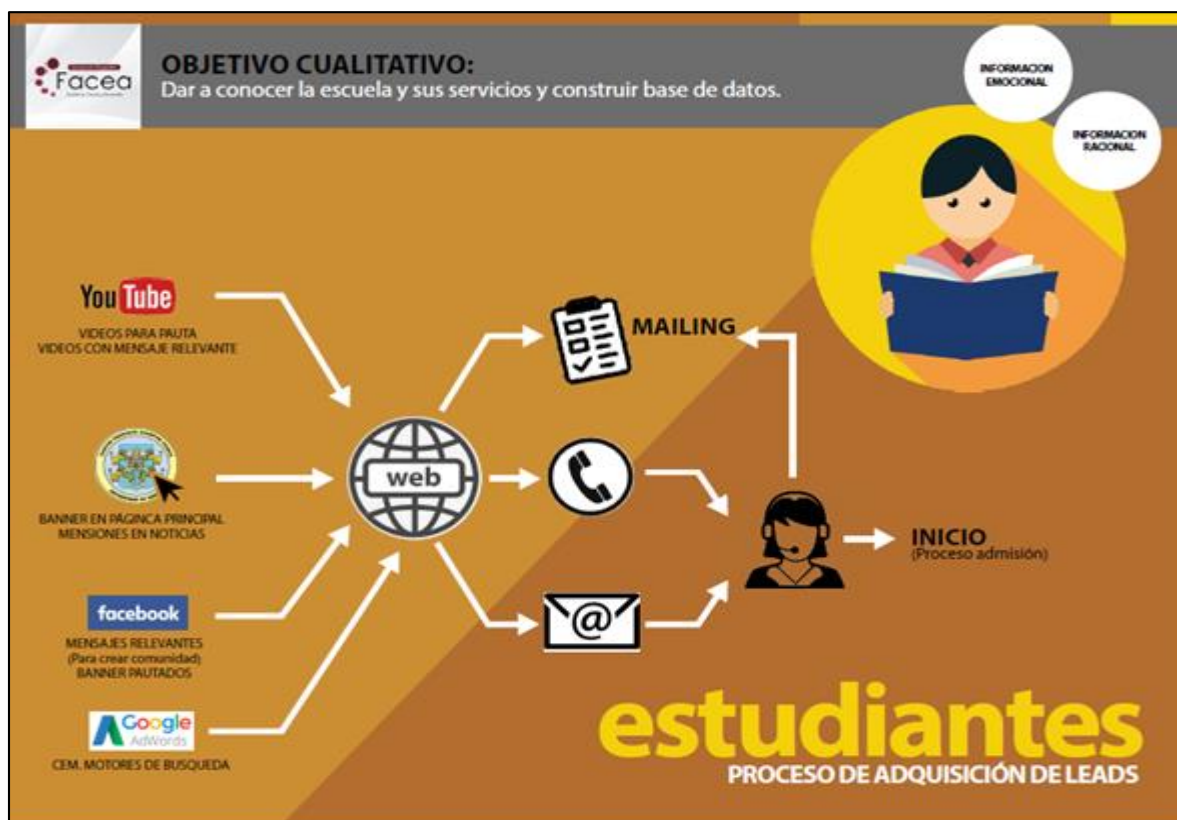 Facea
OBJETIVO CUALITATIVO:
Dar a conocer la escuela y sus servicios y construir base de datos.
INFORMACION
EMOCIONAL
INFORMACION
RACIONAL
YouTube
VIDEOS PARA PAUTA
VIDEOS CON MENSAJE RELEVANTE
MAILING
web
BANNER EN PÁGINCA PRINCIPAL
MENSIONES EN NOTICIAS
INICIO
(Proceso admisión)
facebook
@
MENSAJES RELEVANTES
(Para crear comunidad)
BANNER PAUTADOS
Google
AdWords
CEM. MOTORES DE BUSQUEDA
estudiantes
PROCESO DE ADQUISICIÓN DE LEADS